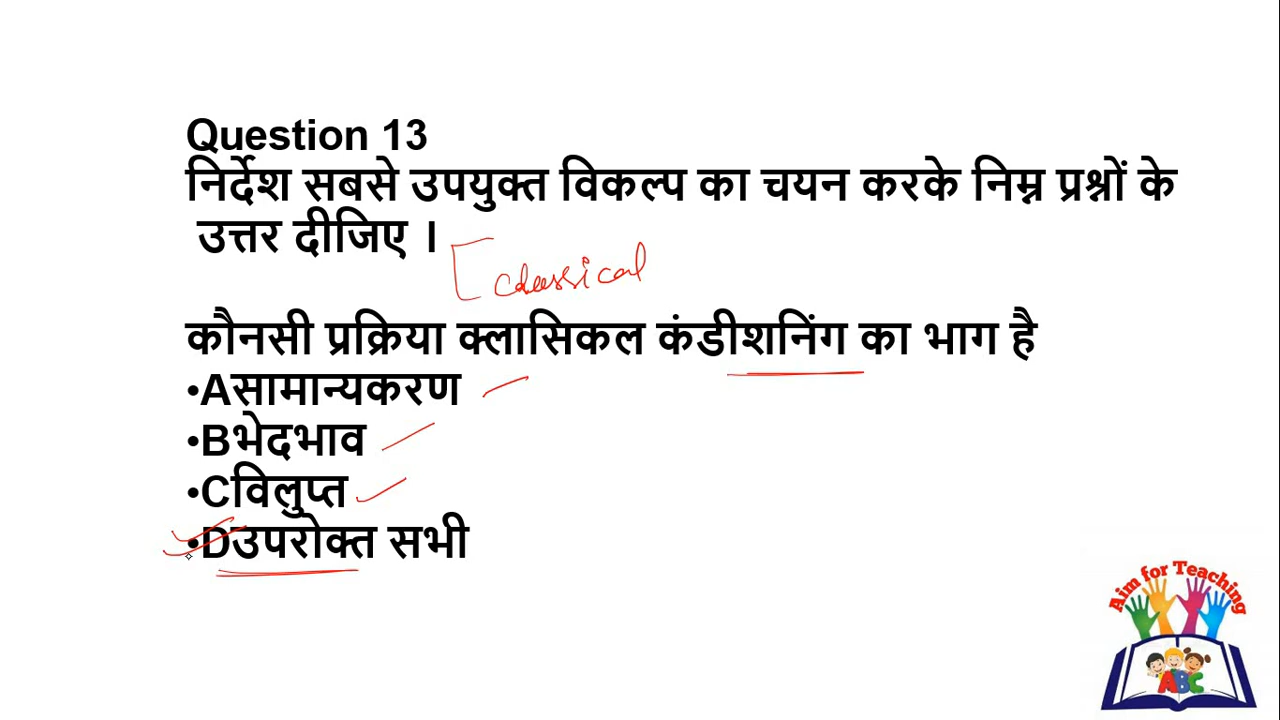 Question 13
निर्देश सबसे उपयुक्त विकल्प का चयन करके निम्न प्रश्नों के
उत्तर दीजिए ।
classical
कौनसी प्रक्रिया क्लासिकल कंडीशनिंग का भाग है
•Aसामान्यकरण
•Bभेदभाव
•Cविलुप्त
•Dउपरोक्त सभी
Aim for Teaching
ABC